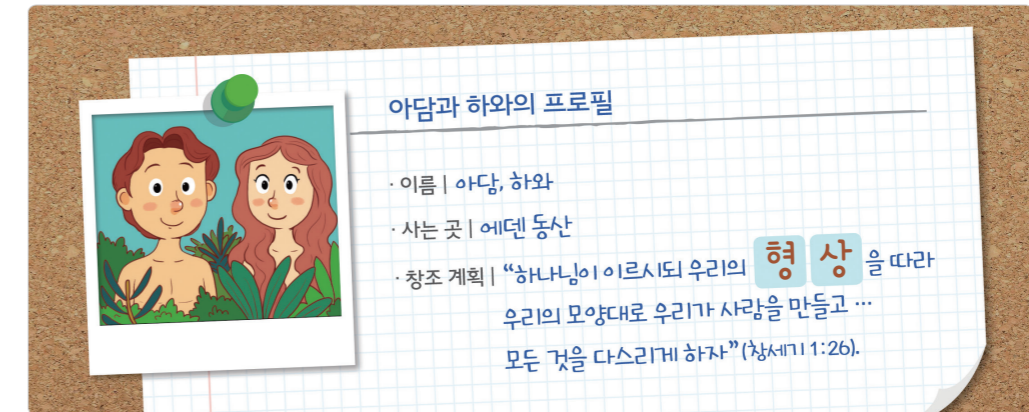 아담과 하와의 프로필
· 이름 | 아담, 하와
· 사는 곳 | 에덴 동산
· 창조 계획 | “하나님이 이르시되 우리의 형 상 을 따라
우리의 모양대로 우리가 사람을 만들고 …
모든 것을 다스리게 하자” (창세기 1:26).